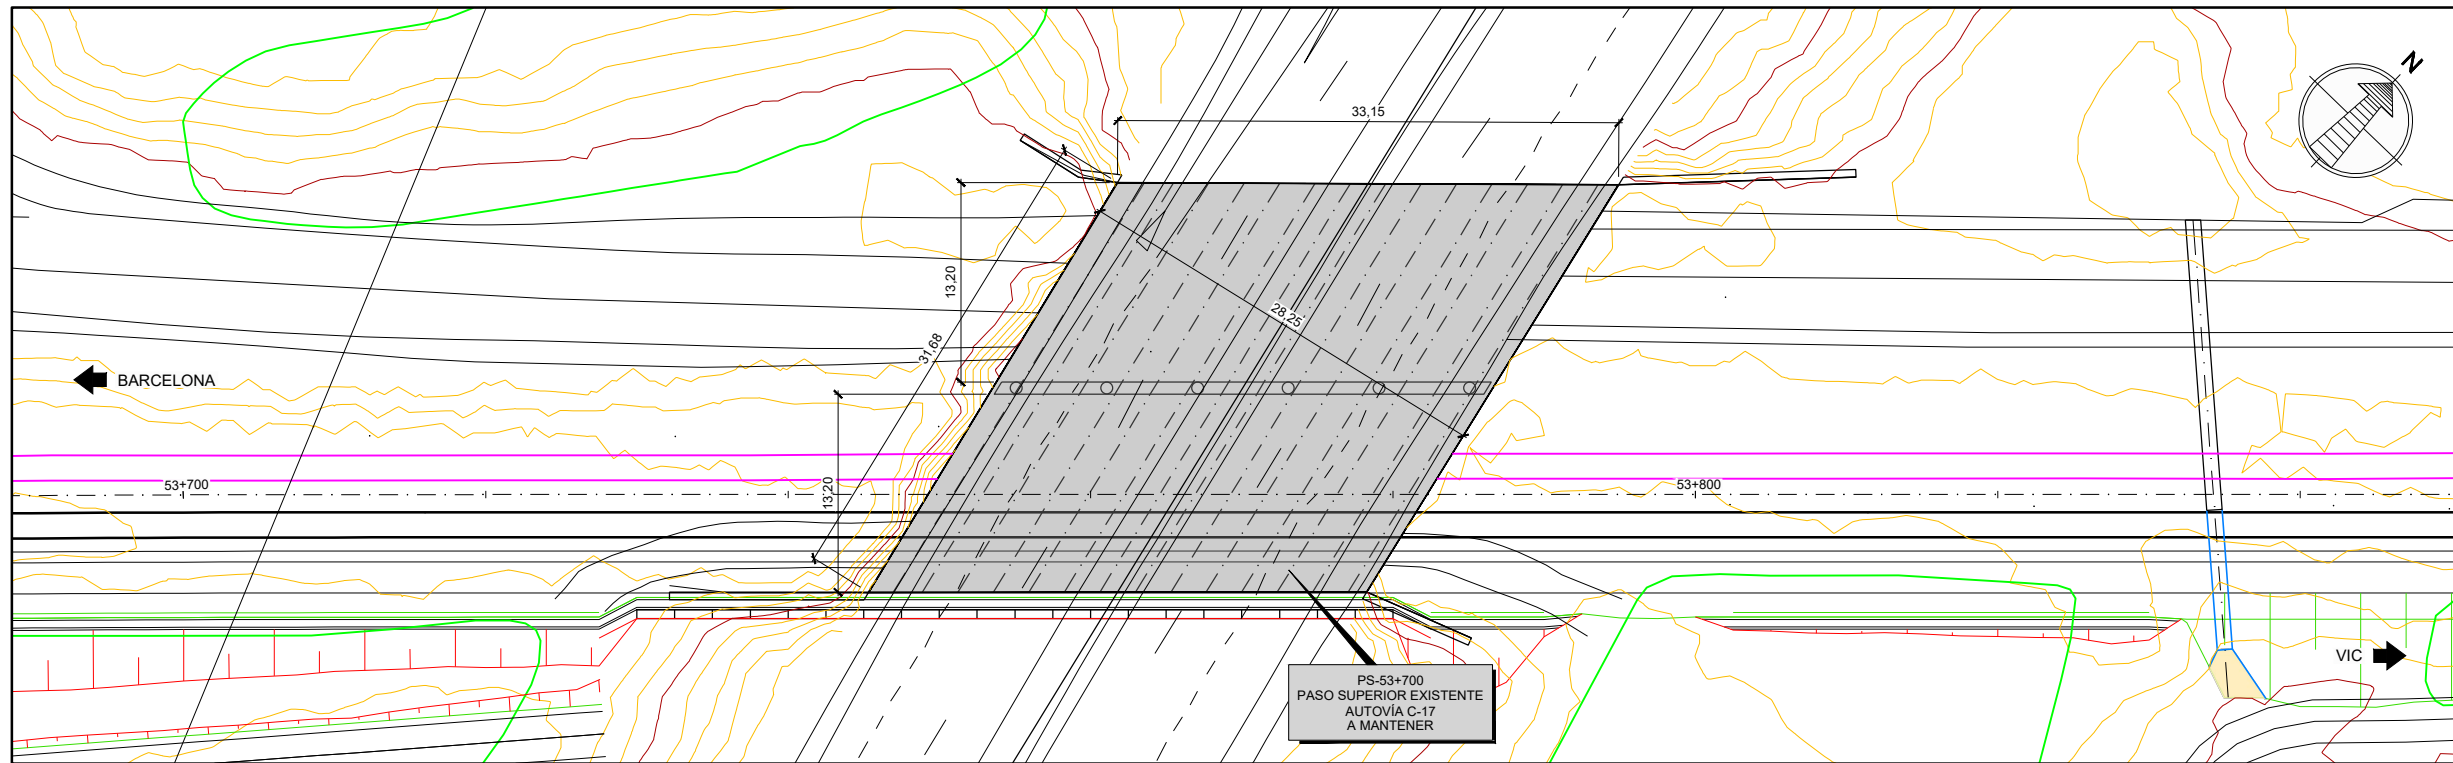 N
33,15
13,20
28,25
31,68
BARCELONA
53+700
53+800
13,20
VIC
PS-53+700
PASO SUPERIOR EXISTENTE
AUTOVÍA C-17
A MANTENER